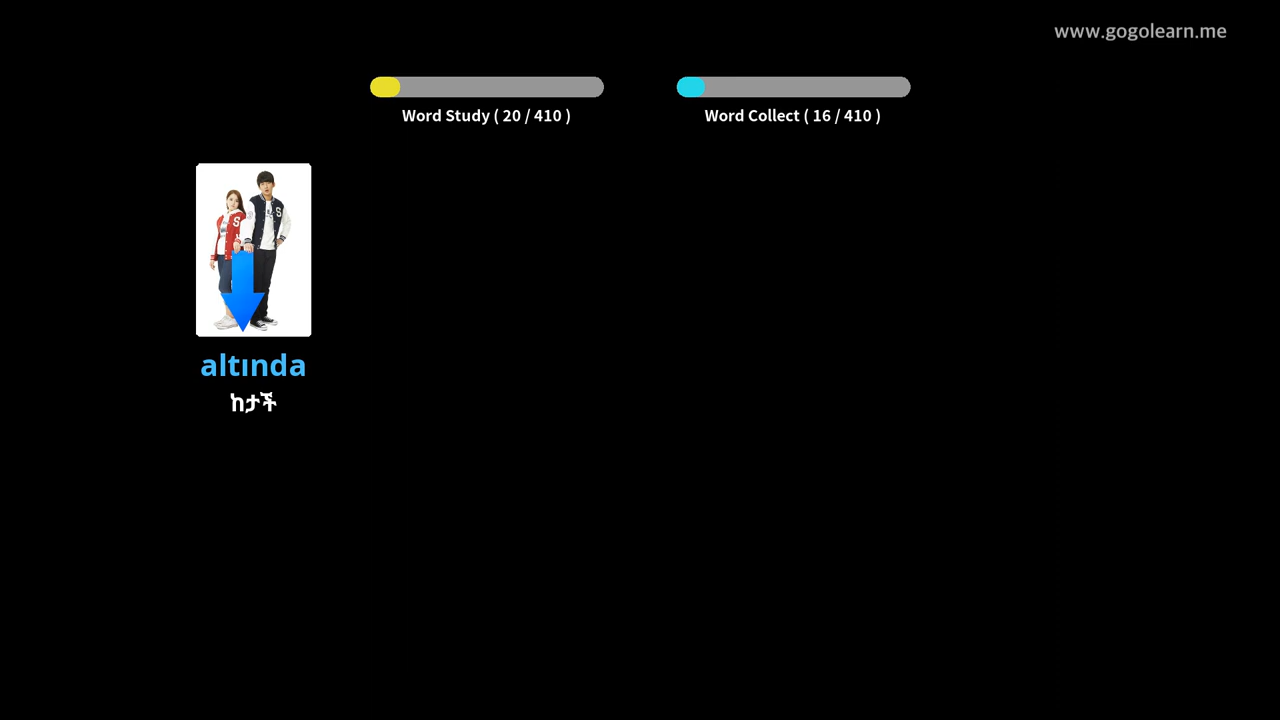 www.gogolearn.me
Word Study ( 20 / 410 )
Word Collect ( 16 / 410 )
S
S
altında
ከታች